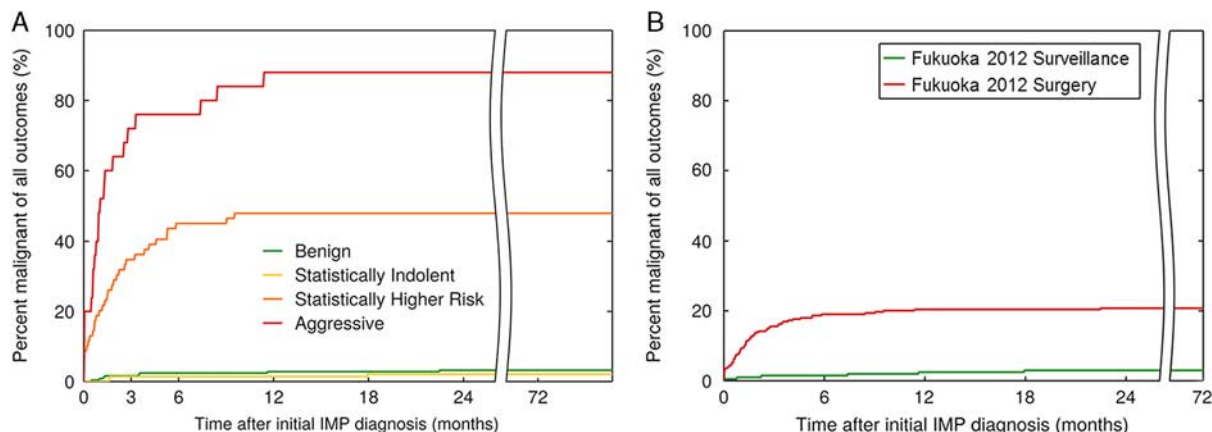 A
Percent malignant of all outcomes (%)
100
80
60
40
20
0
Benign
Statistically Indolent
Statistically Higher Risk
Aggressive
0 3 6 12 18 24 72
Time after initial IMP diagnosis (months)
B
Percent malignant of all outcomes (%)
100
80
60
40
20
0
Fukuoka 2012 Surveillance
Fukuoka 2012 Surgery
0 6 12 18 24 72
Time after initial IMP diagnosis (months)